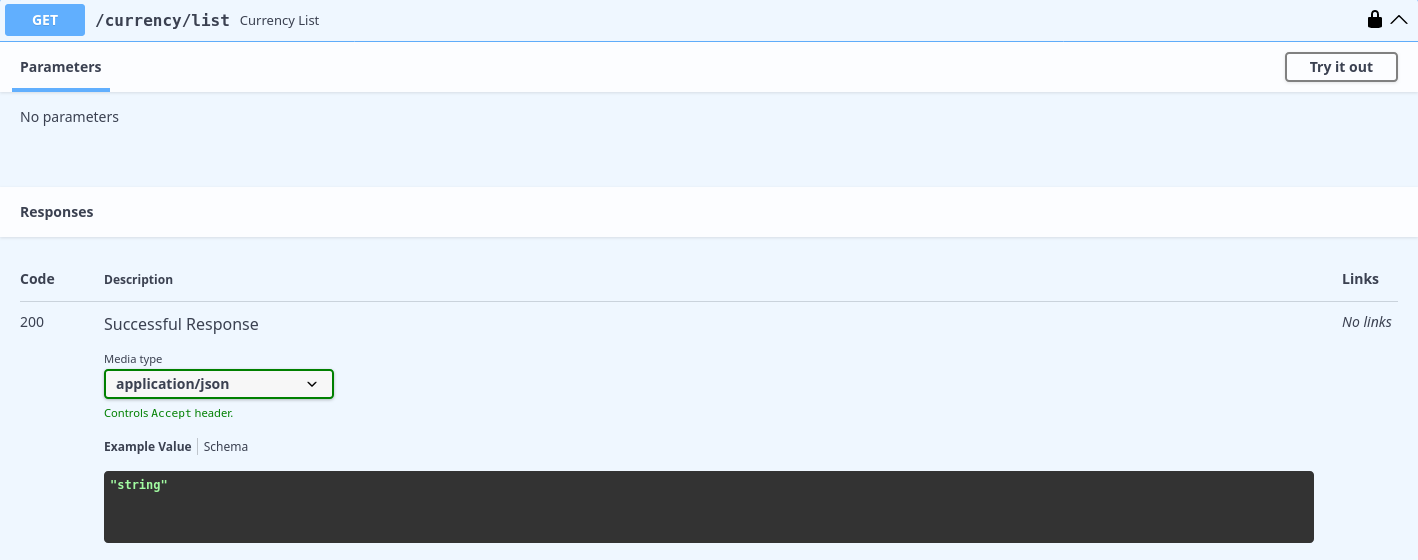 GET /currency/list Currency List
Parameters
Try it out
No parameters
Responses
Code Description Links
200 Successful Response No links
Media type
application/json
Controls Accept header.
Example Value Schema
"string"